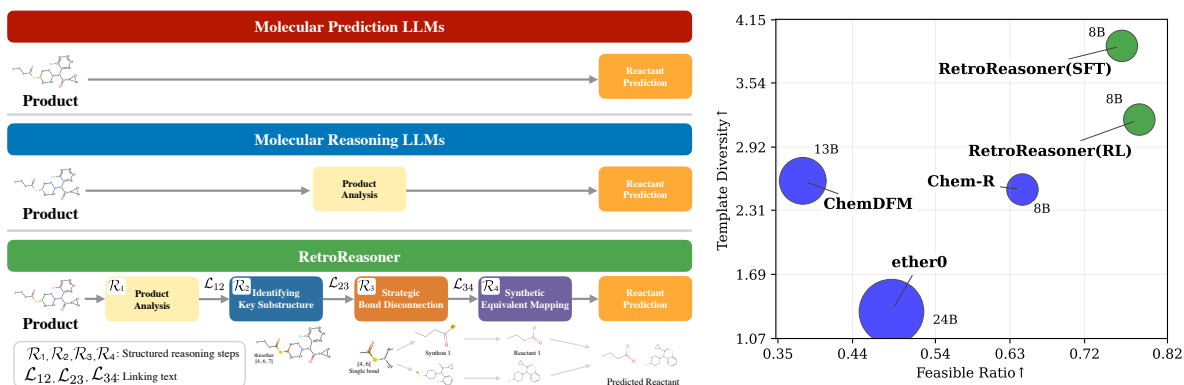 Molecular Prediction LLMs
Product
Reactant
Prediction
Molecular Reasoning LLMs
Product
Product
Analysis
Reactant
Prediction
RetroReasoner
Product
R1
Product
Analysis
L12
R2
Identifying
Key Substructure
L23
R3
Strategic
Bond Disconnection
L34
R4
Synthetic
Equivalent Mapping
Reactant
Prediction
thioether
[4, 6, 7]
[4, 6]
Single bond
Synthon 1
Reactant 1
Predicted Reactant
R1, R2, R3, R4: Structured reasoning steps
L12, L23, L34: Linking text
Template Diversity↑
4.15
3.54
2.92
2.31
1.69
1.07
0.35
0.44
0.54
0.63
0.72
0.82
Feasible Ratio↑
8B
RetroReasoner(SFT)
8B
RetroReasoner(RL)
13B
ChemDFM
Chem-R
8B
ether0
24B